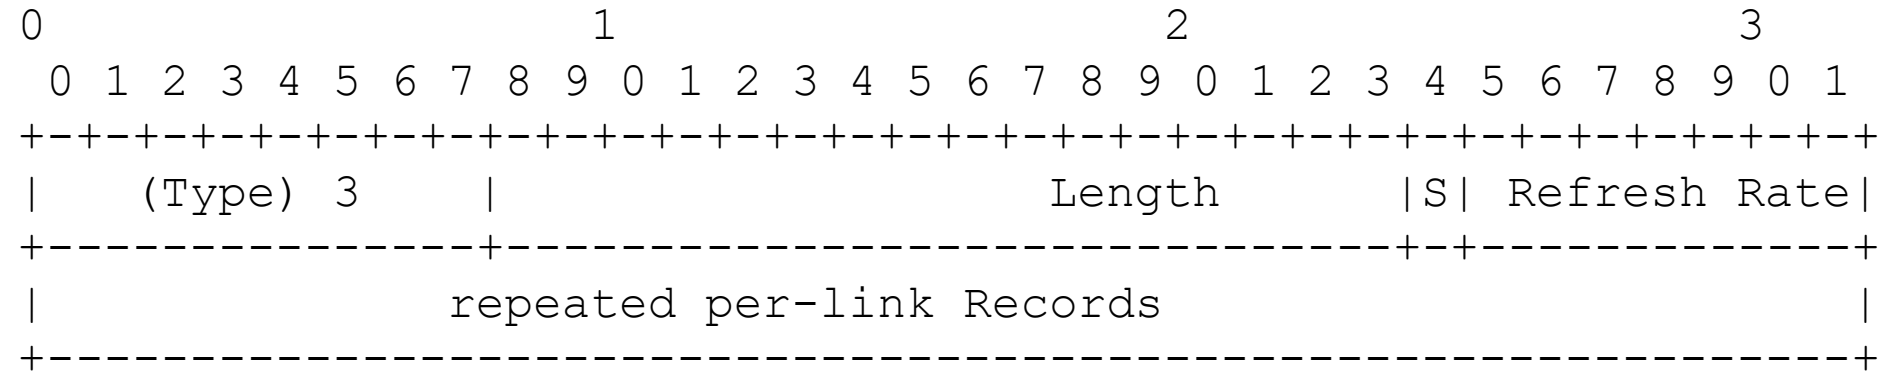 0                   1                   2                   3
 0 1 2 3 4 5 6 7 8 9 0 1 2 3 4 5 6 7 8 9 0 1 2 3 4 5 6 7 8 9 0 1
+-+-+-+-+-+-+-+-+-+-+-+-+-+-+-+-+-+-+-+-+-+-+-+-+-+-+-+-+-+-+-+-+
|   (Type) 3    |                   Length      |S| Refresh Rate|
+---------------+-------------------------------+-+-------------+
|              repeated per-link Records                        |
+---------------------------------------------------------------+